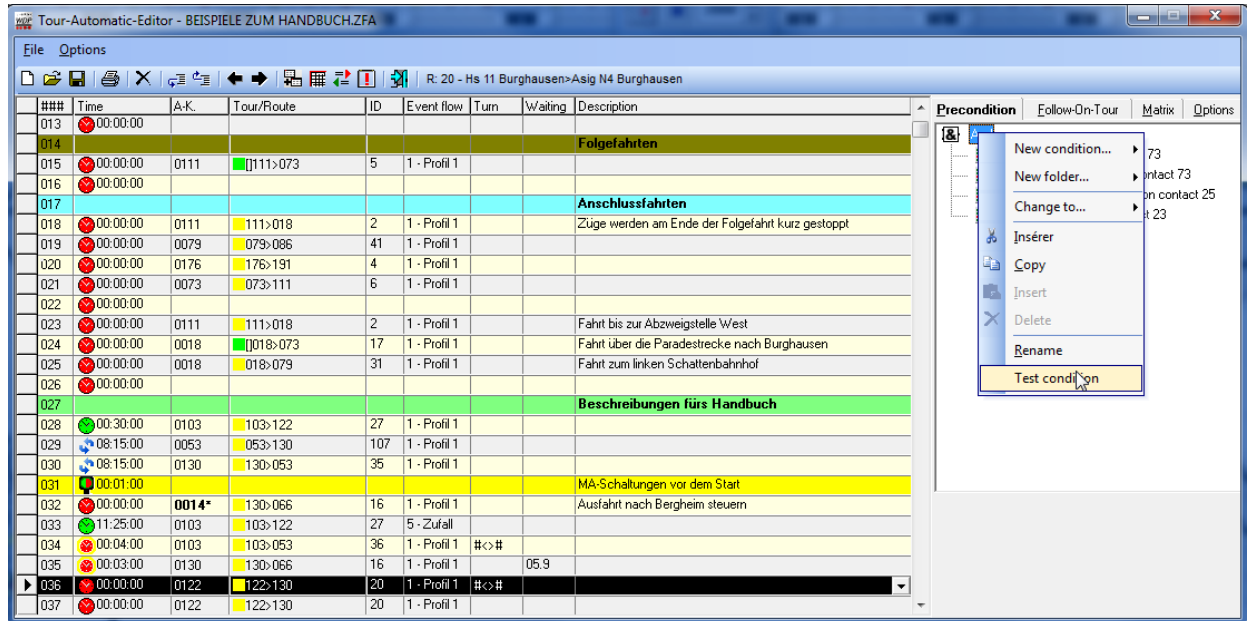 Tour-Automatic-Editor - BEISPIELE ZUM HANDBUCH.ZFA
File Options
R: 20 - Hs 11 Burghausen>Asig N4 Burghausen
### Time A-K. Tour/Route ID Event flow Turn Waiting Description
013 00:00:00
014 Folgefahrten
015 00:00:00 0111 []111>073 5 1 - Profil 1
016 00:00:00
017 Anschlussfahrten
018 00:00:00 0111 111>018 2 1 - Profil 1 Züge werden am Ende der Folgefahrt kurz gestoppt
019 00:00:00 0079 079>086 41 1 - Profil 1
020 00:00:00 0176 176>191 4 1 - Profil 1
021 00:00:00 0073 073>111 6 1 - Profil 1
022 00:00:00
023 00:00:00 0111 111>018 2 1 - Profil 1 Fahrt bis zur Abzweigstelle West
024 00:00:00 0018 []018>073 17 1 - Profil 1 Fahrt über die Paradestrecke nach Burghausen
025 00:00:00 0018 018>079 31 1 - Profil 1 Fahrt zum linken Schattenbahnhof
026 00:00:00
027 Beschreibungen fürs Handbuch
028 00:30:00 0103 103>122 27 1 - Profil 1
029 08:15:00 0053 053>130 107 1 - Profil 1
030 08:15:00 0130 130>053 35 1 - Profil 1
031 00:01:00 MA-Schaltungen vor dem Start
032 00:00:00 0014* 130>066 16 1 - Profil 1 Ausfahrt nach Bergheim steuern
033 11:25:00 0103 103>122 27 5 - Zufall
034 00:04:00 0103 103>053 36 1 - Profil 1 #<>#
035 00:03:00 0130 130>066 16 1 - Profil 1 05.9
036 00:00:00 0122 122>130 20 1 - Profil 1 #<>#
037 00:00:00 0122 122>130 20 1 - Profil 1
Precondition Follow-On-Tour Matrix Options
&
73
ontact 73
on contact 25
23
New condition...
New folder...
Change to...
Insérer
Copy
Insert
Delete
Rename
Test condition